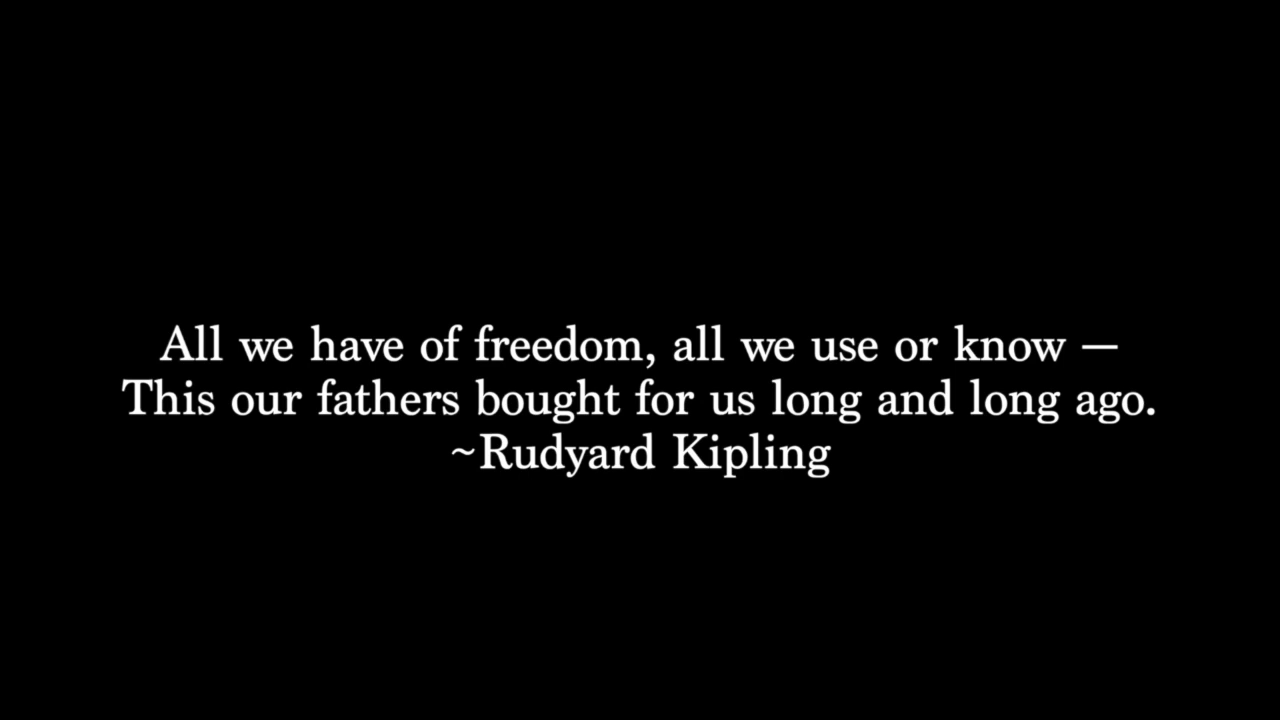 All we have of freedom, all we use or know —
This our fathers bought for us long and long ago.
~Rudyard Kipling